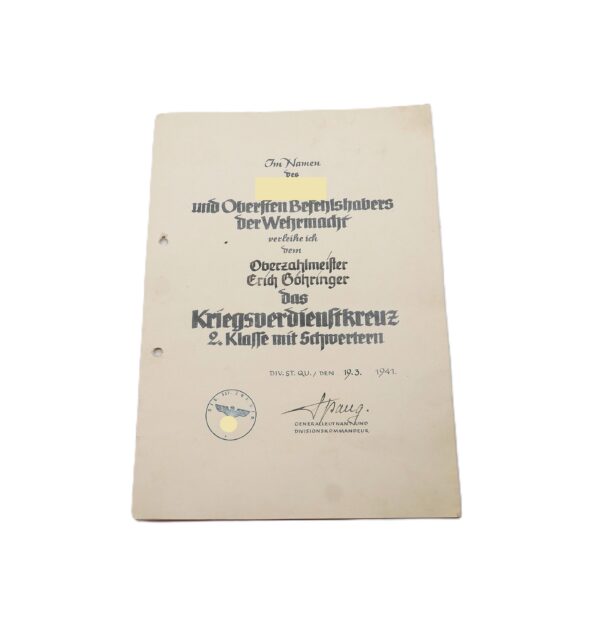 Im Namen
des
und Obersten Befehlshabers
der Wehrmacht
verleihe ich
dem
Oberzahlmeister
Erich Göhringer
das
Kriegsverdienstkreuz
2. Klasse mit Schwertern
DIV. ST. QU. / DEN 19.3. 1941.
GENERALLEUTNANT UND
DIVISIONSKOMMANDEUR